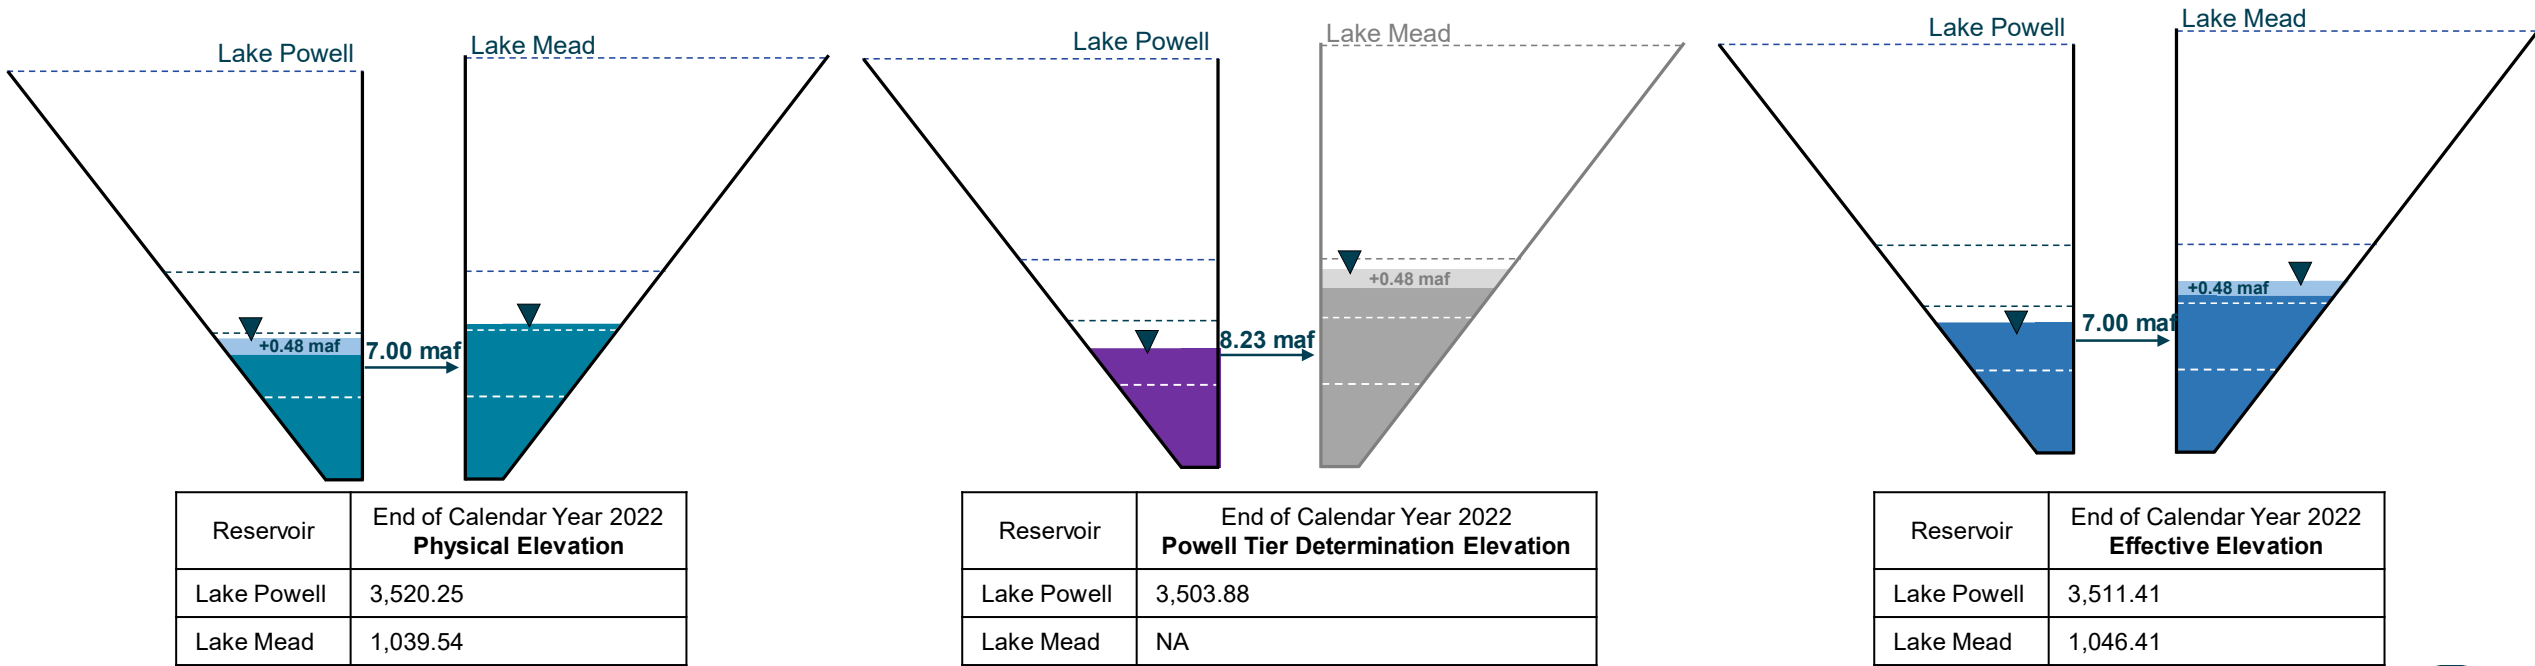 Lake Powell
Lake Mead
+0.48 maf
7.00 maf
Reservoir
End of Calendar Year 2022
Physical Elevation
Lake Powell
3,520.25
Lake Mead
1,039.54
Lake Powell
Lake Mead
8.23 maf
+0.48 maf
Reservoir
End of Calendar Year 2022
Powell Tier Determination Elevation
Lake Powell
3,503.88
Lake Mead
NA
Lake Powell
Lake Mead
7.00 maf
+0.48 maf
Reservoir
End of Calendar Year 2022
Effective Elevation
Lake Powell
3,511.41
Lake Mead
1,046.41